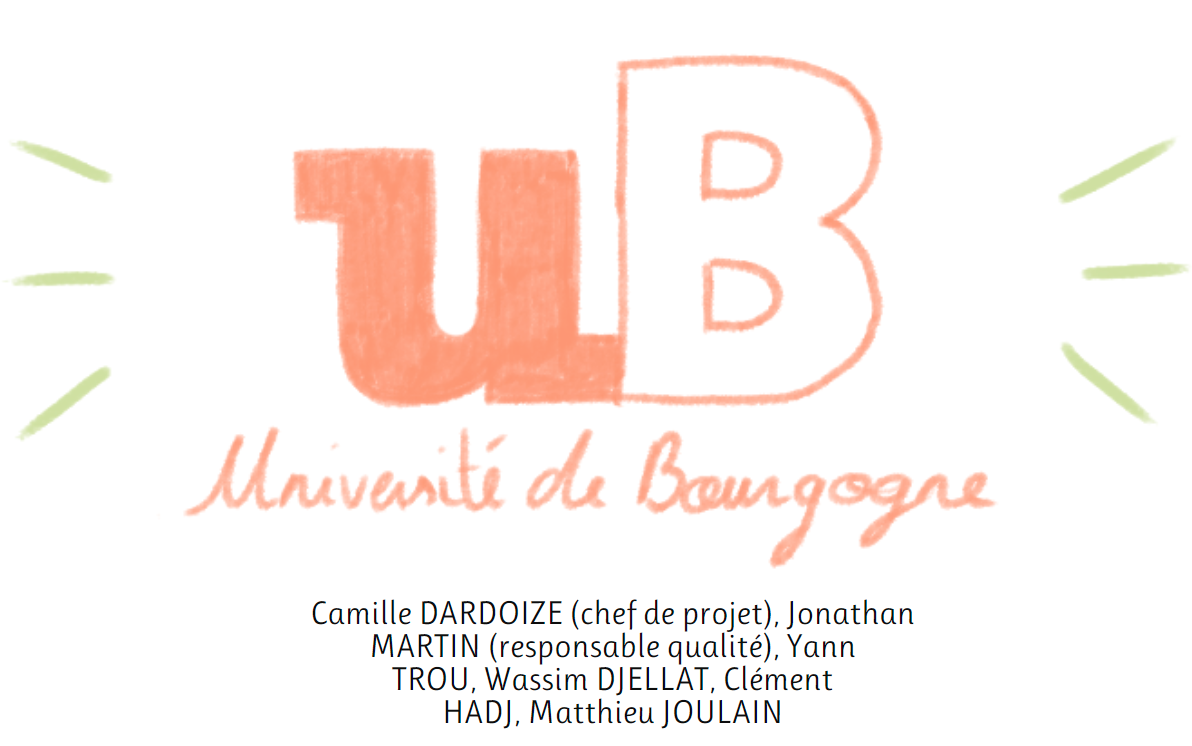 uB
Université de Bourgogne
Camille DARDOIZE (chef de projet), Jonathan
MARTIN (responsable qualité), Yann
TROU, Wassim DJELLAT, Clément
HADJ, Matthieu JOULAIN